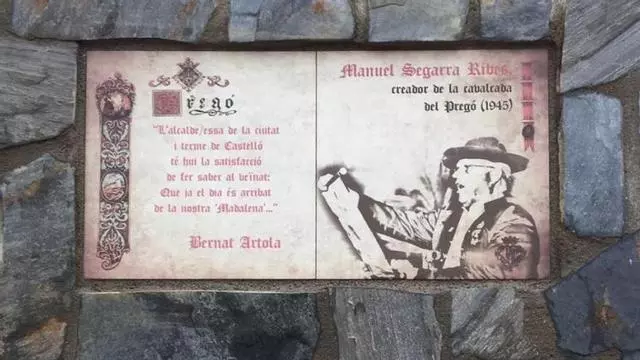 Pregó
"L'alcalde/essa de la ciutat
i terme de Castelló
té hui la satisfacció
de fer saber al veïnat:
Que ja el dia és arribat
de la nostra 'Madalena'..."
Bernat Artola
Manuel Segarra Ribes,
creador de la cavalcada
del Pregó (1945)